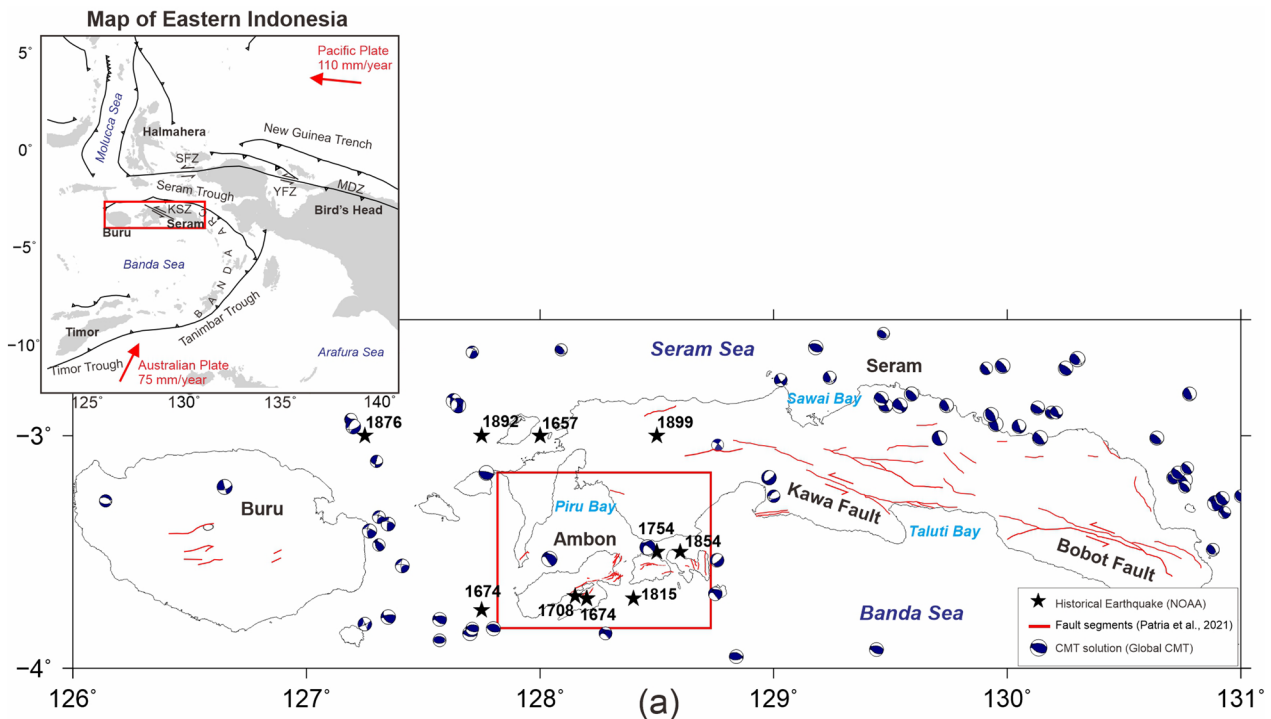 Map of Eastern Indonesia
5°
0°
−5°
−10°
125
130
135
140
Pacific Plate
110 mm/year
Molucca Sea
Halmahera
New Guinea Trench
SFZ
YFZ
MDZ
Seram Trough
Bird's Head
KSZ
Seram
Buru
BANDA ARC
Banda Sea
Tanimbar Trough
Timor
Timor Trough
Australian Plate
75 mm/year
Arafura Sea
Seram Sea
Seram
Sawai Bay
1876
1892
1657
1899
−3°
Buru
Piru Bay
Ambon
1754
1854
Kawa Fault
Taluti Bay
Bobot Fault
1674
1708
1674
1815
Banda Sea
Historical Earthquake (NOAA)
Fault segments (Patria et al., 2021)
CMT solution (Global CMT)
−4°
126°
127°
128°
129°
130°
131°
(a)